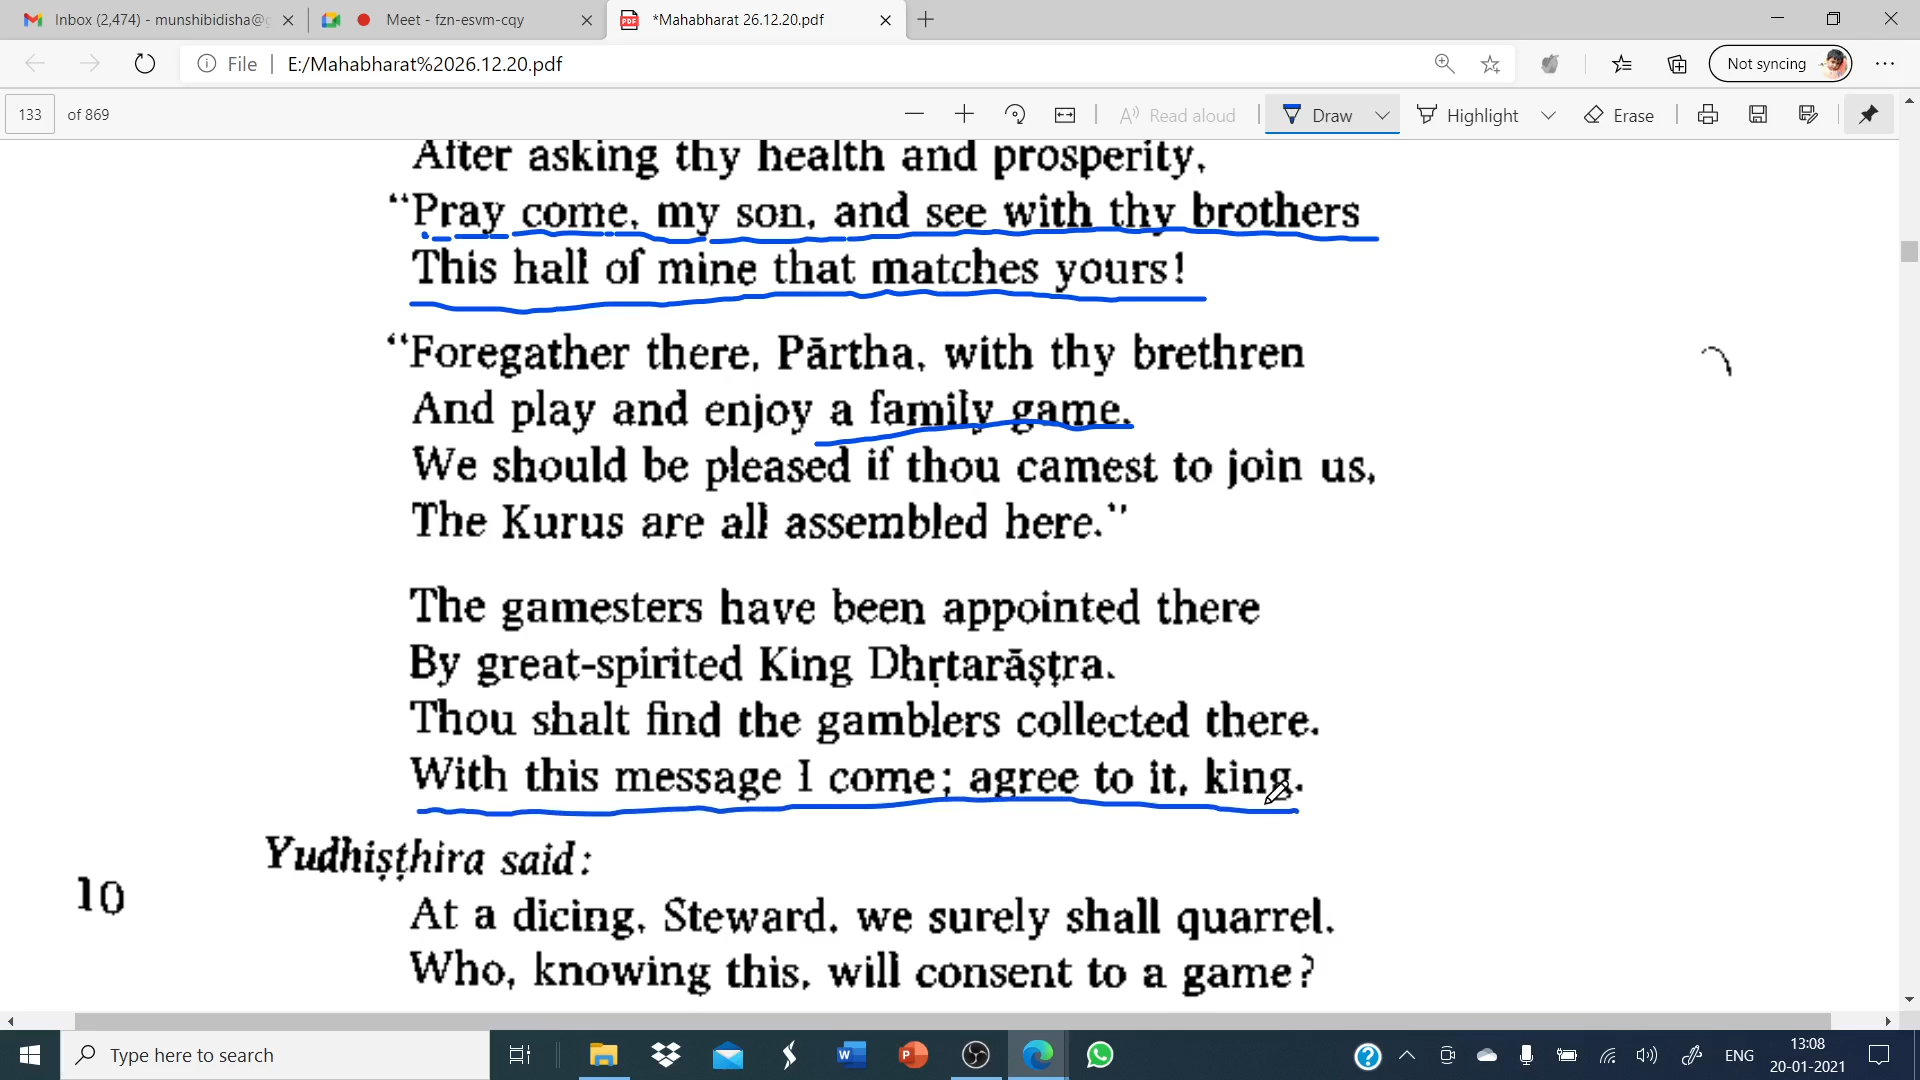 Inbox (2,474) - munshibidisha@g
Meet - fzn-esvm-cqy
*Mahabharat 26.12.20.pdf
File
E:/Mahabharat%2026.12.20.pdf
Not syncing
133 of 869
Read aloud
Draw
Highlight
Erase
After asking thy health and prosperity,
“Pray come, my son, and see with thy brothers
This hall of mine that matches yours!
“Foregather there, Pārtha, with thy brethren
And play and enjoy a family game.
We should be pleased if thou camest to join us,
The Kurus are all assembled here.”
The gamesters have been appointed there
By great-spirited King Dhṛtarāṣṭra.
Thou shalt find the gamblers collected there.
With this message I come; agree to it, king.
Yudhiṣṭhira said:
10
At a dicing, Steward, we surely shall quarrel.
Who, knowing this, will consent to a game?
Type here to search
ENG
13:08
20-01-2021